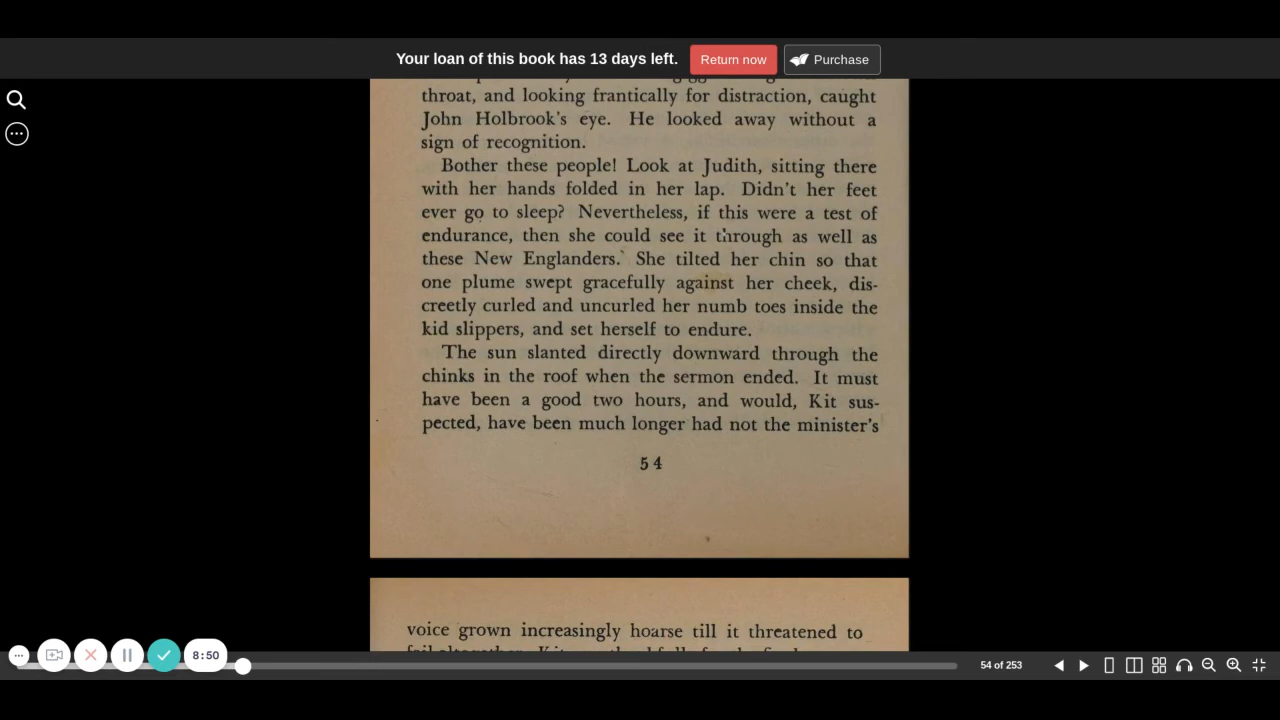 Your loan of this book has 13 days left.
Return now
Purchase
throat, and looking frantically for distraction, caught
John Holbrook's eye. He looked away without a
sign of recognition.
Bother these people! Look at Judith, sitting there
with her hands folded in her lap. Didn't her feet
ever go to sleep? Nevertheless, if this were a test of
endurance, then she could see it through as well as
these New Englanders. She tilted her chin so that
one plume swept gracefully against her cheek, dis-
creetly curled and uncurled her numb toes inside the
kid slippers, and set herself to endure.
The sun slanted directly downward through the
chinks in the roof when the sermon ended. It must
have been a good two hours, and would, Kit sus-
pected, have been much longer had not the minister's
54
voice grown increasingly hoarse till it threatened to
8:50
54 of 253